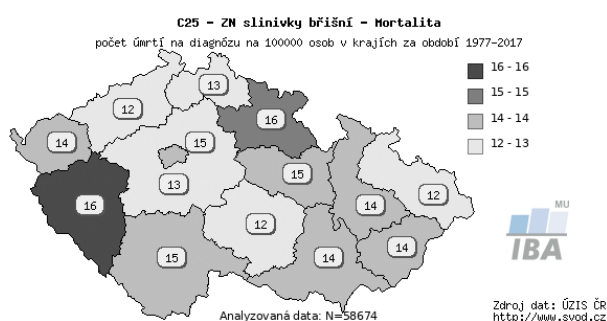 C25 - ZN slinivky břišní - Mortalita
počet úmrtí na diagnózu na 100000 osob v krajích za období 1977-2017
16 - 16
15 - 15
14 - 14
12 - 13
13
12
16
14
15
15
13
16
12
14
12
14
15
14
MU
IBA
Analyzovaná data: N=58674
Zdroj dat: ÚZIS ČR
http://www.svod.cz